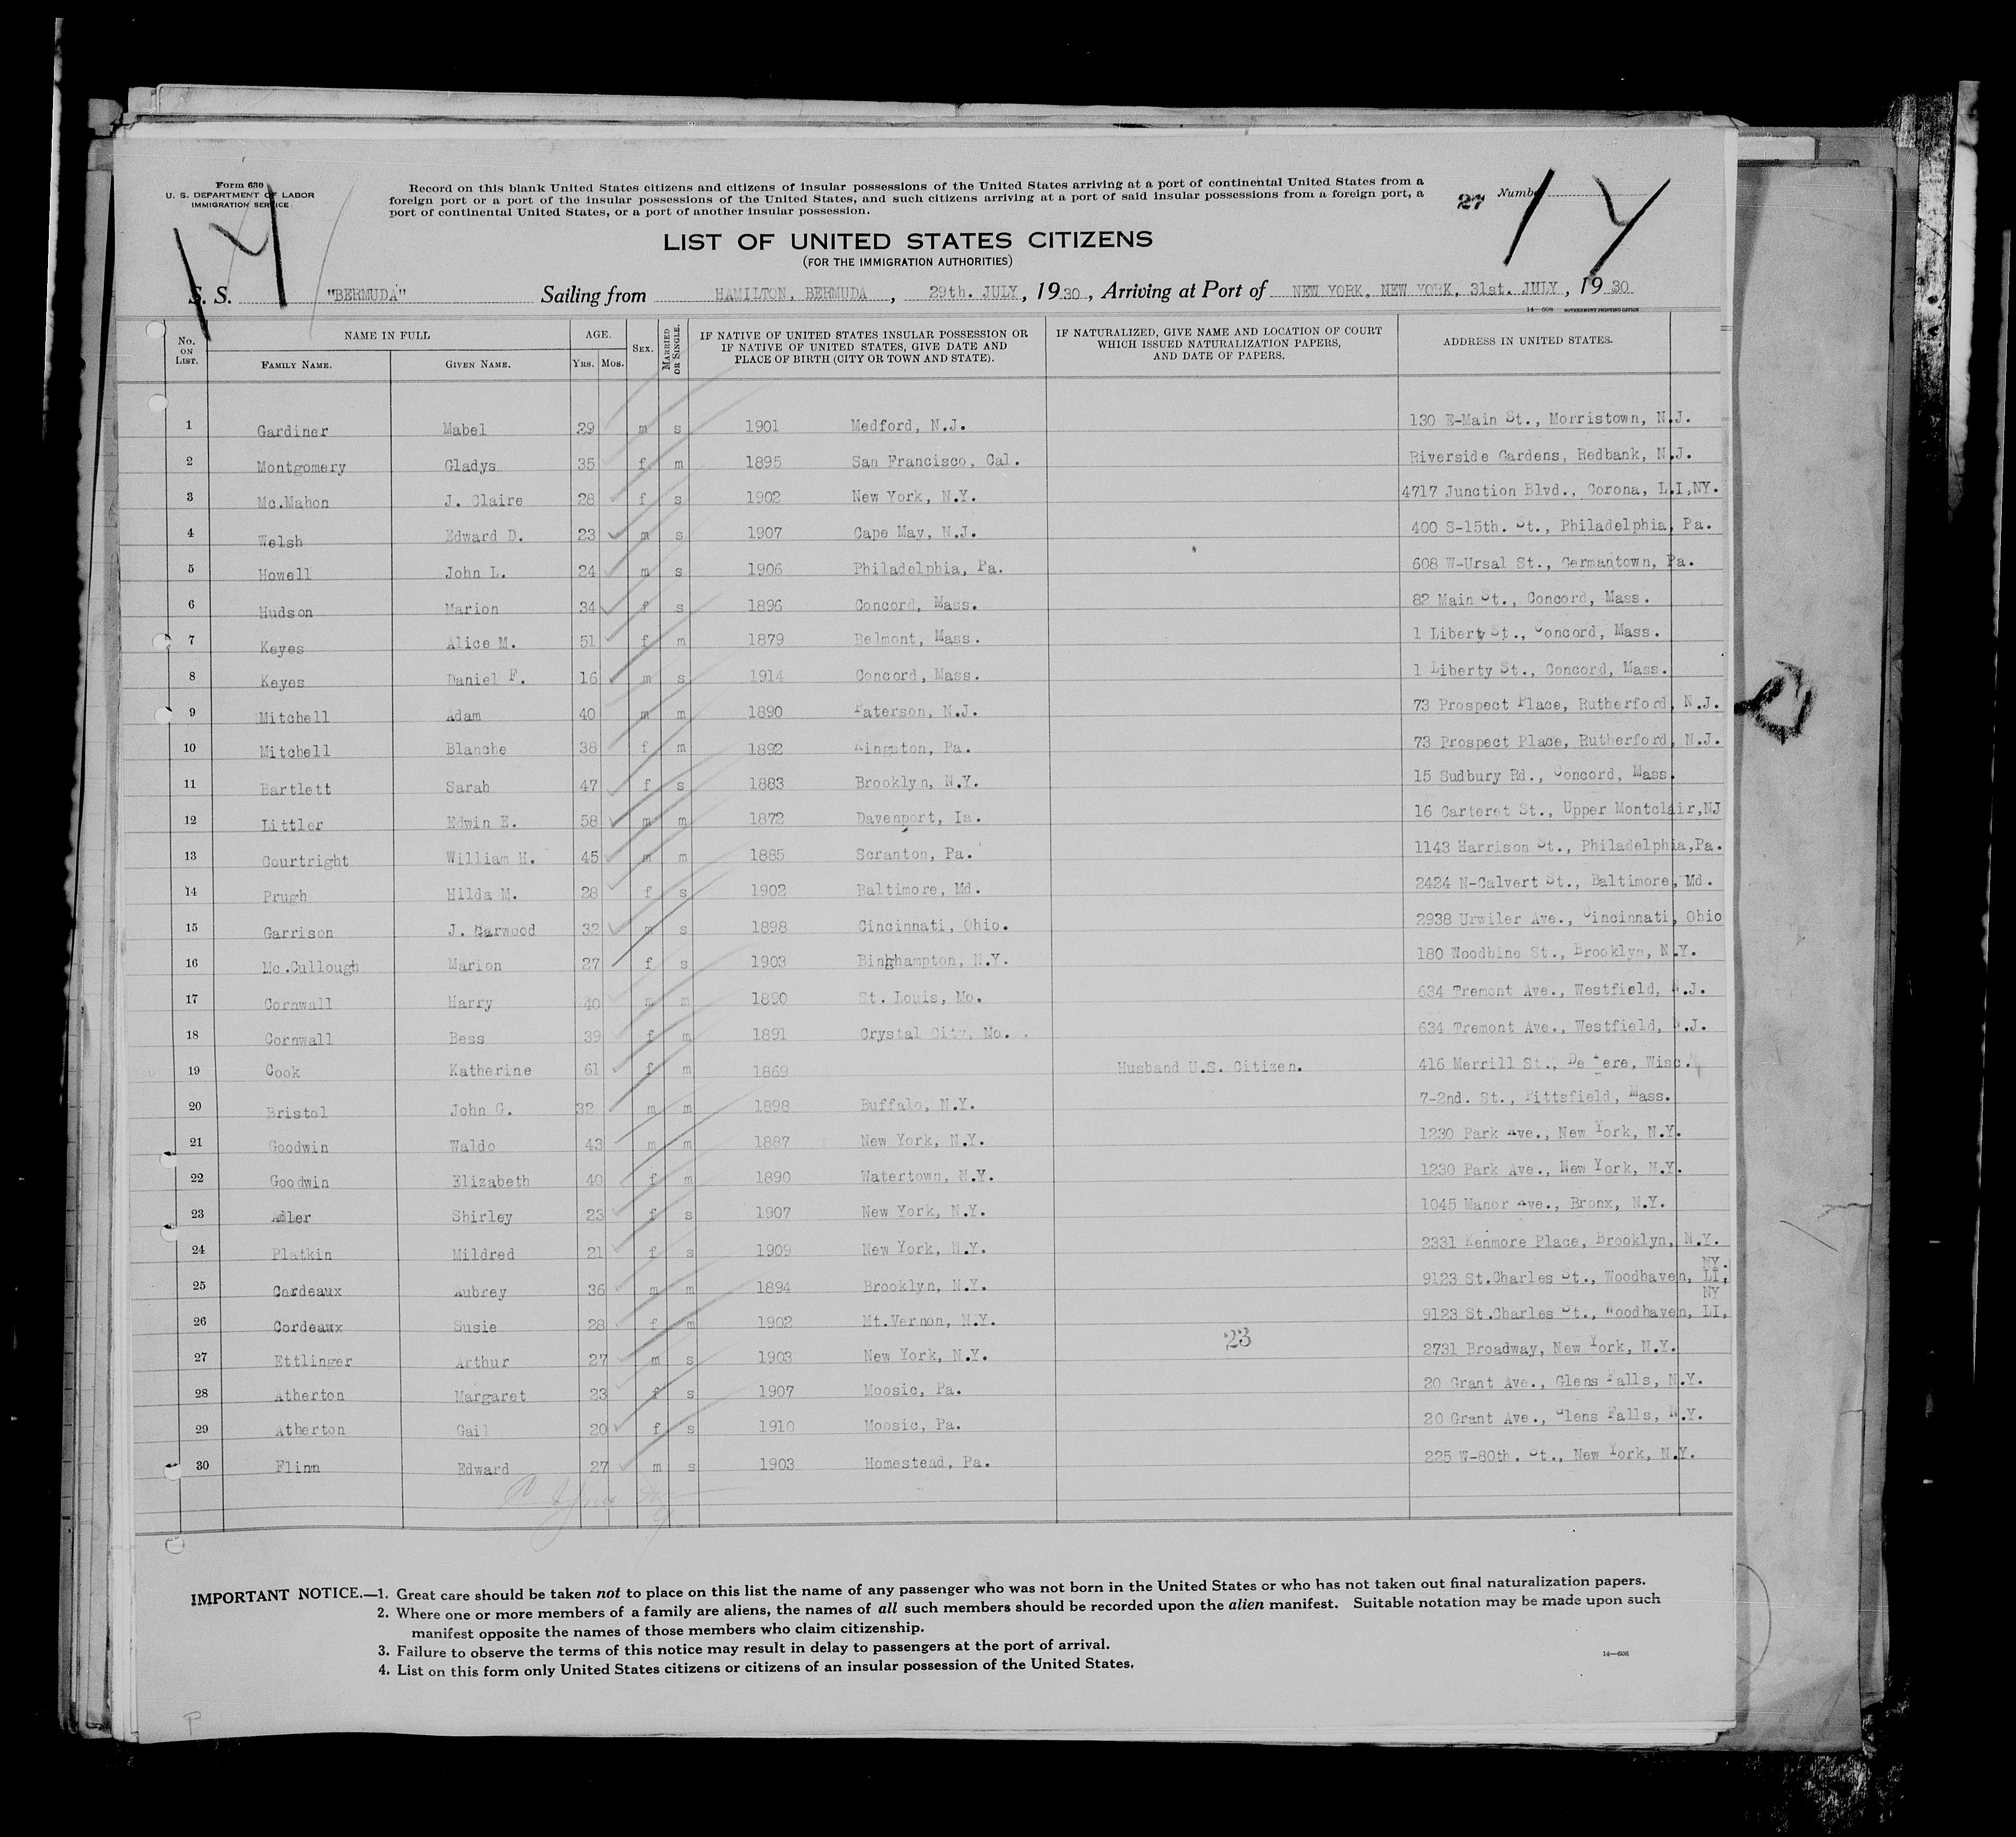 Form 630
U. S. DEPARTMENT OF LABOR
IMMIGRATION SERVICE
Record on this blank United States citizens and citizens of insular possessions of the United States arriving at a port of continental United States from a
foreign port or a port of the insular possessions of the United States, and such citizens arriving at a port of said insular possessions from a foreign port, a
port of continental United States, or a port of another insular possession.
27 Number
14
14
LIST OF UNITED STATES CITIZENS
(FOR THE IMMIGRATION AUTHORITIES)
S. S. "BERMUDA" Sailing from HAMILTON, BERMUDA, 29th. JULY, 1930, Arriving at Port of NEW YORK, NEW YORK, 31st. JULY, 1930
14—608 GOVERNMENT PRINTING OFFICE
No. ON LIST. NAME IN FULL FAMILY NAME. GIVEN NAME. AGE. YRS. MOS. SEX. MARRIED OR SINGLE. IF NATIVE OF UNITED STATES INSULAR POSSESSION OR IF NATIVE OF UNITED STATES, GIVE DATE AND PLACE OF BIRTH (CITY OR TOWN AND STATE). IF NATURALIZED, GIVE NAME AND LOCATION OF COURT WHICH ISSUED NATURALIZATION PAPERS, AND DATE OF PAPERS. ADDRESS IN UNITED STATES.
1 Gardiner Mabel 29 m s 1901 Medford, N.J. 130 E-Main St., Morristown, N.J.
2 Montgomery Gladys 35 f m 1895 San Francisco, Cal. Riverside Gardens, Redbank, N.J.
3 Mc.Mahon J. Claire 28 f s 1902 New York, N.Y. 4717 Junction Blvd., Corona, L.I,NY.
4 Welsh Edward D. 23 m s 1907 Cape May, N.J. 400 S-15th. St., Philadelphia, Pa.
5 Howell John L. 24 m s 1906 Philadelphia, Pa. 608 W-Ursal St., Germantown, Pa.
6 Hudson Marion 34 f s 1896 Concord, Mass. 82 Main St., Concord, Mass.
7 Keyes Alice M. 51 f m 1879 Belmont, Mass. 1 Liberty St., Concord, Mass.
8 Keyes Daniel F. 16 m s 1914 Concord, Mass. 1 Liberty St., Concord, Mass.
9 Mitchell Adam 40 m m 1890 Paterson, N.J. 73 Prospect Place, Rutherford, N.J.
10 Mitchell Blanche 38 f m 1892 Kingston, Pa. 73 Prospect Place, Rutherford, N.J.
11 Bartlett Sarah 47 f s 1883 Brooklyn, N.Y. 15 Sudbury Rd., Concord, Mass.
12 Littler Edwin E. 58 m m 1872 Davenport, Ia. 16 Carteret St., Upper Montclair,NJ
13 Courtright William H. 45 m m 1885 Scranton, Pa. 1143 Harrison St., Philadelphia,Pa.
14 Prugh Hilda M. 28 f s 1902 Baltimore, Md. 2424 N-Calvert St., Baltimore, Md.
15 Garrison J. Garwood 32 m s 1898 Cincinnati, Ohio. 2938 Urwiler Ave., Cincinnati, Ohio
16 Mc.Cullough Marion 27 f s 1903 Binghampton, N.Y. 180 Woodbine St., Brooklyn, N.Y.
17 Cornwall Harry 40 m m 1890 St. Louis, Mo. 634 Tremont Ave., Westfield, N.J.
18 Cornwall Bess 39 f m 1891 Crystal City, Mo. 634 Tremont Ave., Westfield, N.J.
19 Cook Katherine 61 f m 1869 Husband U.S. Citizen. 416 Merrill St., De Pere, Wisc.
20 Bristol John G. 32 m m 1898 Buffalo, N.Y. 7-2nd. St., Pittsfield, Mass.
21 Goodwin Waldo 43 m m 1887 New York, N.Y. 1230 Park Ave., New York, N.Y.
22 Goodwin Elizabeth 40 f m 1890 Watertown, N.Y. 1230 Park Ave., New York, N.Y.
23 Adler Shirley 23 f s 1907 New York, N.Y. 1045 Manor Ave., Bronx, N.Y.
24 Platkin Mildred 21 f s 1909 New York, N.Y. 2331 Kenmore Place, Brooklyn, N.Y.
25 Cordeaux Aubrey 36 m m 1894 Brooklyn, N.Y. 9123 St.Charles St., Woodhaven, LI, NY.
26 Cordeaux Susie 28 f m 1902 Mt.Vernon, N.Y. 9123 St.Charles St., Woodhaven, LI, NY
23
27 Ettlinger Arthur 27 m s 1903 New York, N.Y. 2731 Broadway, New York, N.Y.
28 Atherton Margaret 23 f s 1907 Moosic, Pa. 20 Grant Ave., Glens Falls, N.Y.
29 Atherton Gail 20 f s 1910 Moosic, Pa. 20 Grant Ave., Glens Falls, N.Y.
30 Flinn Edward 27 m s 1903 Homestead, Pa. 225 W-80th. St., New York, N.Y.
IMPORTANT NOTICE.—1. Great care should be taken not to place on this list the name of any passenger who was not born in the United States or who has not taken out final naturalization papers.
2. Where one or more members of a family are aliens, the names of all such members should be recorded upon the alien manifest. Suitable notation may be made upon such
manifest opposite the names of those members who claim citizenship.
3. Failure to observe the terms of this notice may result in delay to passengers at the port of arrival.
4. List on this form only United States citizens or citizens of an insular possession of the United States.
14—608
P